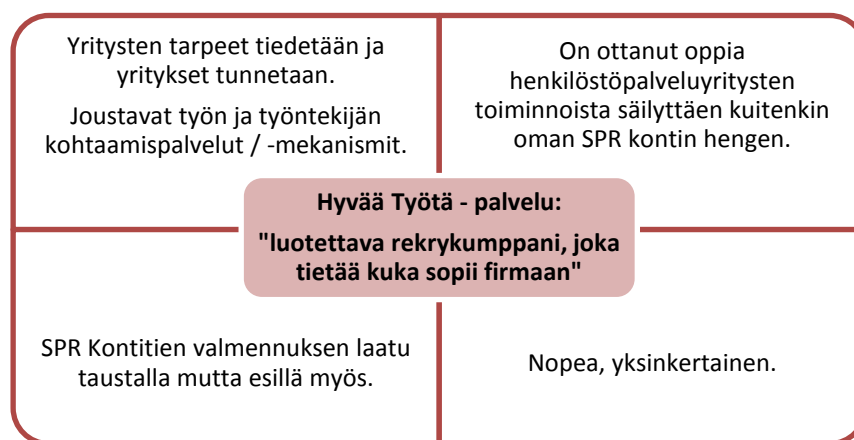 Yritysten tarpeet tiedetään ja
yritykset tunnetaan.
Joustavat työn ja työntekijän
kohtaamispalvelut / -mekanismit.
On ottanut oppia
henkilöstöpalveluyritysten
toiminnoista säilyttäen kuitenkin
oman SPR kontin hengen.
Hyvää Työtä - palvelu:
"luotettava rekrykumppani, joka
tietää kuka sopii firmaan"
SPR Kontitien valmennuksen laatu
taustalla mutta esillä myös.
Nopea, yksinkertainen.